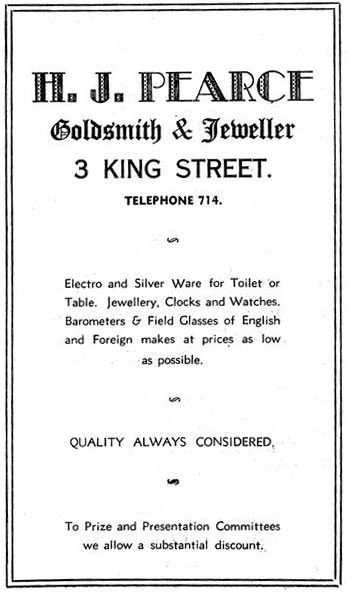 H. J. PEARCE
Goldsmith & Jeweller
3 KING STREET.
TELEPHONE 714.
Electro and Silver Ware for Toilet or
Table. Jewellery, Clocks and Watches.
Barometers & Field Glasses of English
and Foreign makes at prices as low
as possible.
QUALITY ALWAYS CONSIDERED.
To Prize and Presentation Committees
we allow a substantial discount.